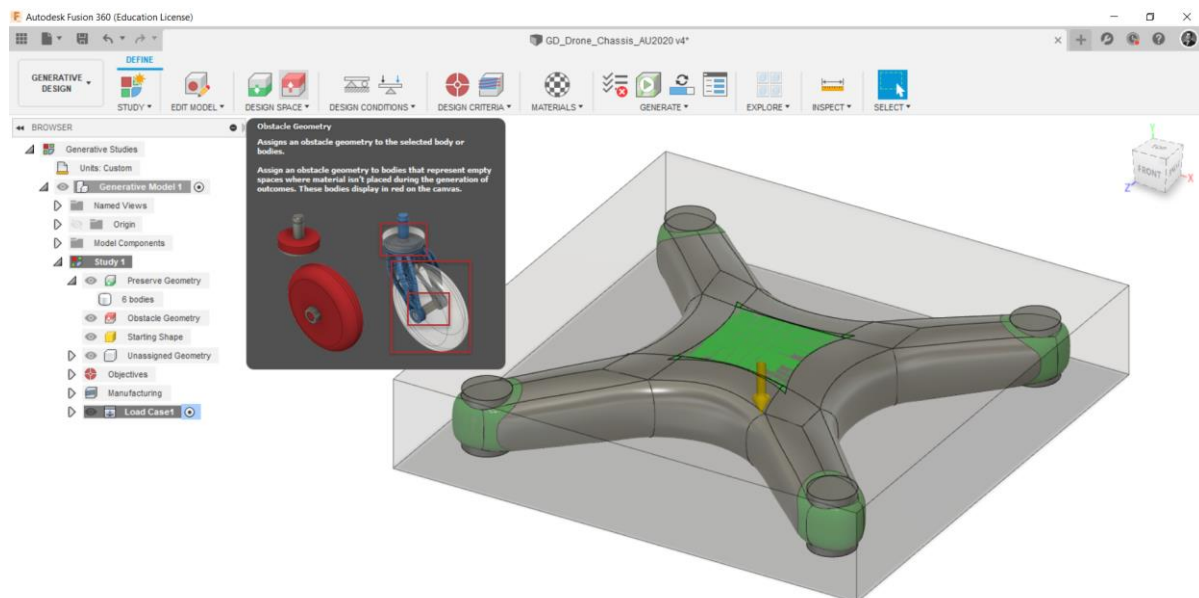 Autodesk Fusion 360 (Education License)
GD_Drone_Chassis_AU2020 v4*
DEFINE
GENERATIVE DESIGN
STUDY
EDIT MODEL
DESIGN SPACE
DESIGN CONDITIONS
DESIGN CRITERIA
MATERIALS
GENERATE
EXPLORE
INSPECT
SELECT
BROWSER
Generative Studies
Units: Custom
Generative Model 1
Named Views
Origin
Model Components
Study 1
Preserve Geometry
6 bodies
Obstacle Geometry
Starting Shape
Unassigned Geometry
Objectives
Manufacturing
Load Case1
Obstacle Geometry
Assigns an obstacle geometry to the selected body or
bodies.
Assign an obstacle geometry to bodies that represent empty
spaces where material isn't placed during the generation of
outcomes. These bodies display in red on the canvas.
Y
TOP
FRONT
Z
X